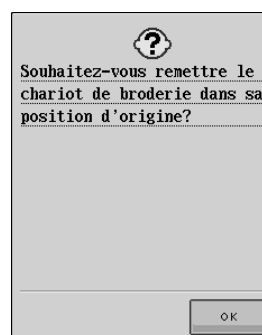 Souhaitez-vous remettre le
chariot de broderie dans sa
position d'origine?
OK